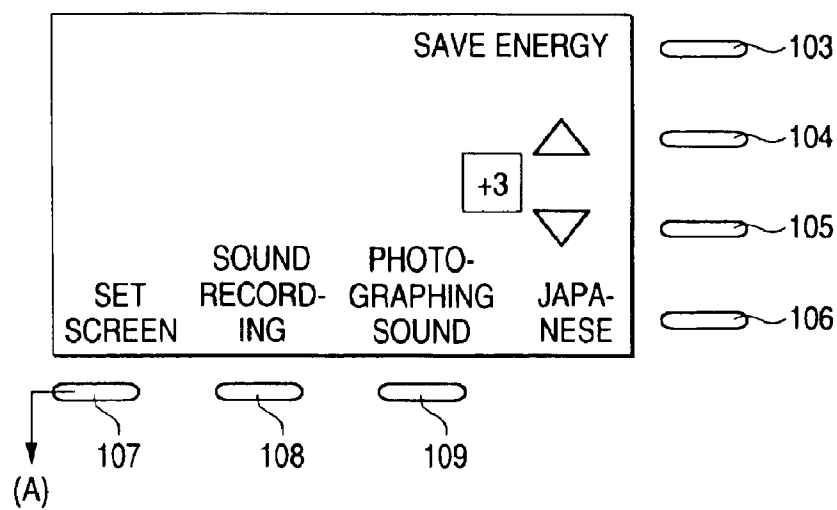 SAVE ENERGY
103
104
+3
105
SOUND
RECORD-
ING
PHOTO-
GRAPHING
SOUND
SET
SCREEN
JAPA-
NESE
106
107
108
109
(A)